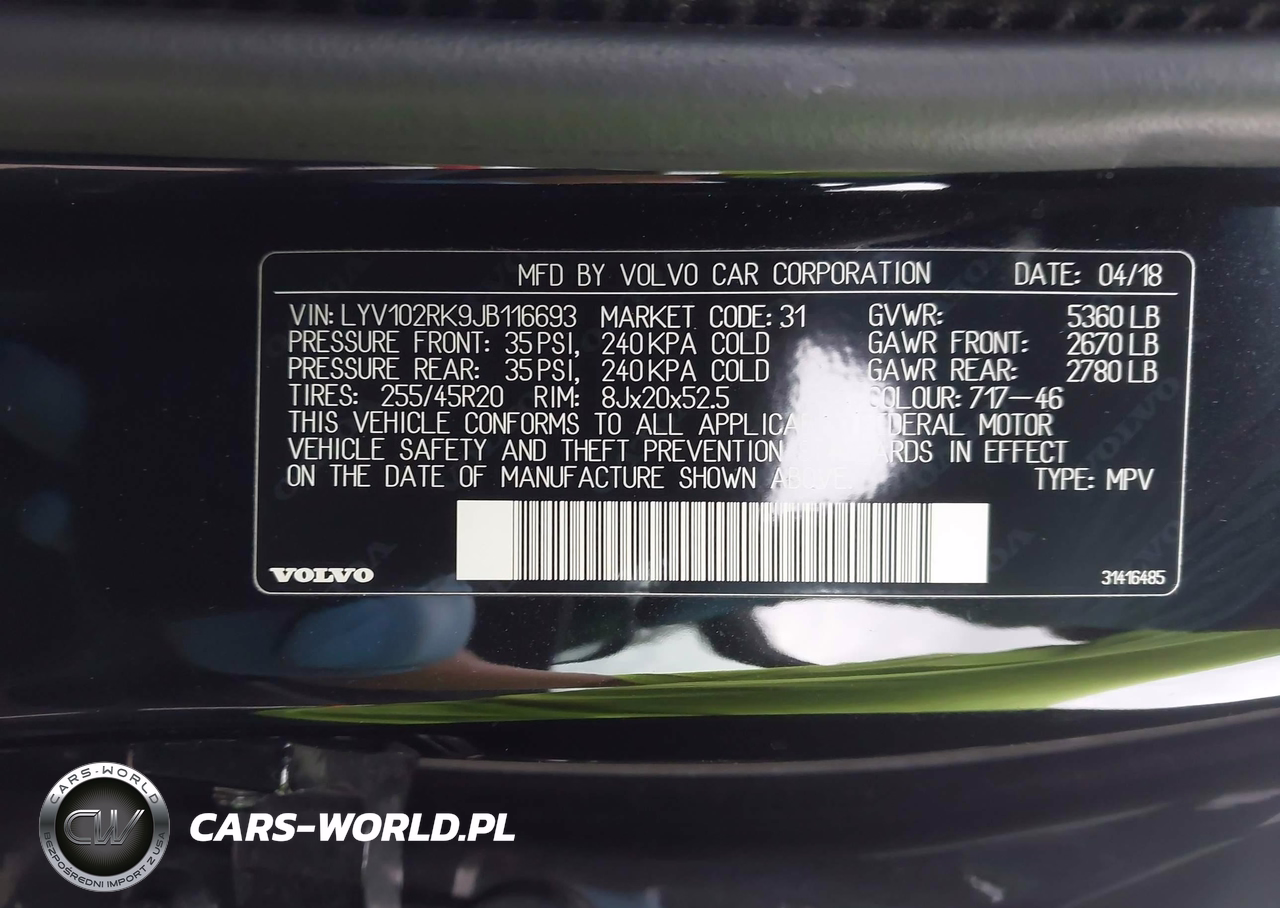 MFD BY VOLVO CAR CORPORATION DATE: 04/18
VIN: LYV102RK9JB116693 MARKET CODE: 31 GVWR: 5360 LB
PRESSURE FRONT: 35 PSI, 240 KPA COLD GAWR FRONT: 2670 LB
PRESSURE REAR: 35 PSI, 240 KPA COLD GAWR REAR: 2780 LB
TIRES: 255/45R20 RIM: 8Jx20x52.5 COLOUR: 717-46
THIS VEHICLE CONFORMS TO ALL MOTOR
VEHICLE SAFETY AND THEFT PREVENTION IN EFFECT
ON THE DATE OF MANUFACTURE SHOWN ABOVE. TYPE: MPV
VOLVO 31416485
CARS-WORLD
CW
BEZPOŚREDNI IMPORT Z USA
CARS-WORLD.PL